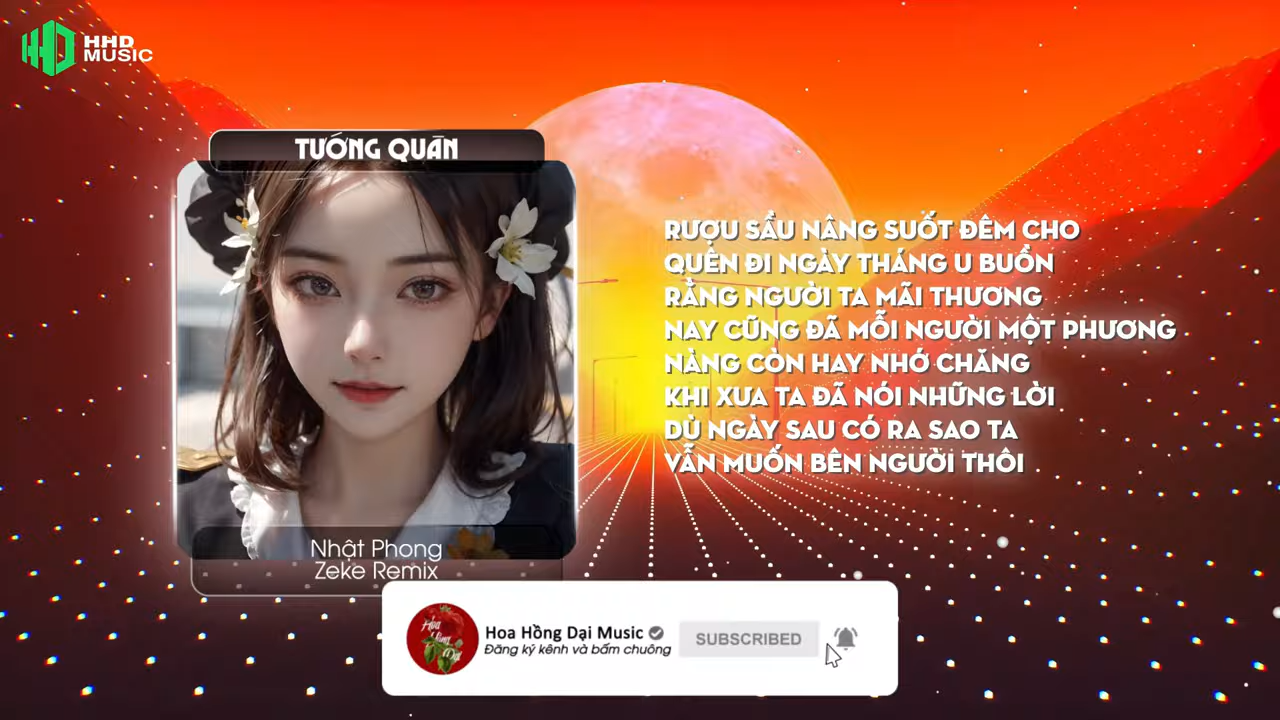 HHD
MUSIC
TƯỚNG QUÂN
RƯỢU SẦU NÂNG SUỐT ĐÊM CHO
QUÊN ĐI NGÀY THÁNG U BUỒN
RẰNG NGƯỜI TA MÃI THƯƠNG
NAY CŨNG ĐÃ MỖI NGƯỜI MỘT PHƯƠNG
NÀNG CÒN HAY NHỚ CHĂNG
KHI XƯA TA ĐÃ NÓI NHỮNG LỜI
DÙ NGÀY SAU CÓ RA SAO TA
VẪN MUỐN BÊN NGƯỜI THÔI
Nhật Phong
Zeke Remix
Hoa
Hồng
Dại
Hoa Hồng Dại Music
Đăng ký kênh và bấm chuông
SUBSCRIBED